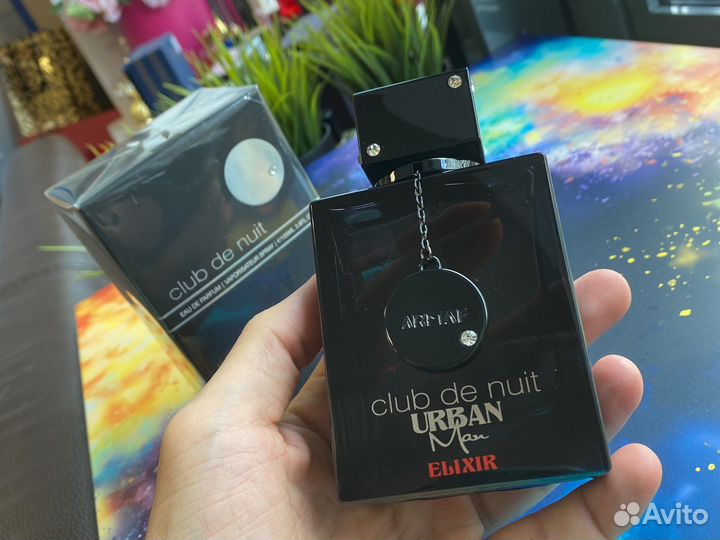 club de nuit
EAU DE PARFUM | VAPORISATEUR SPRAY |
ARMAF
club de nuit
URBAN
Man
ELIXIR
Avito